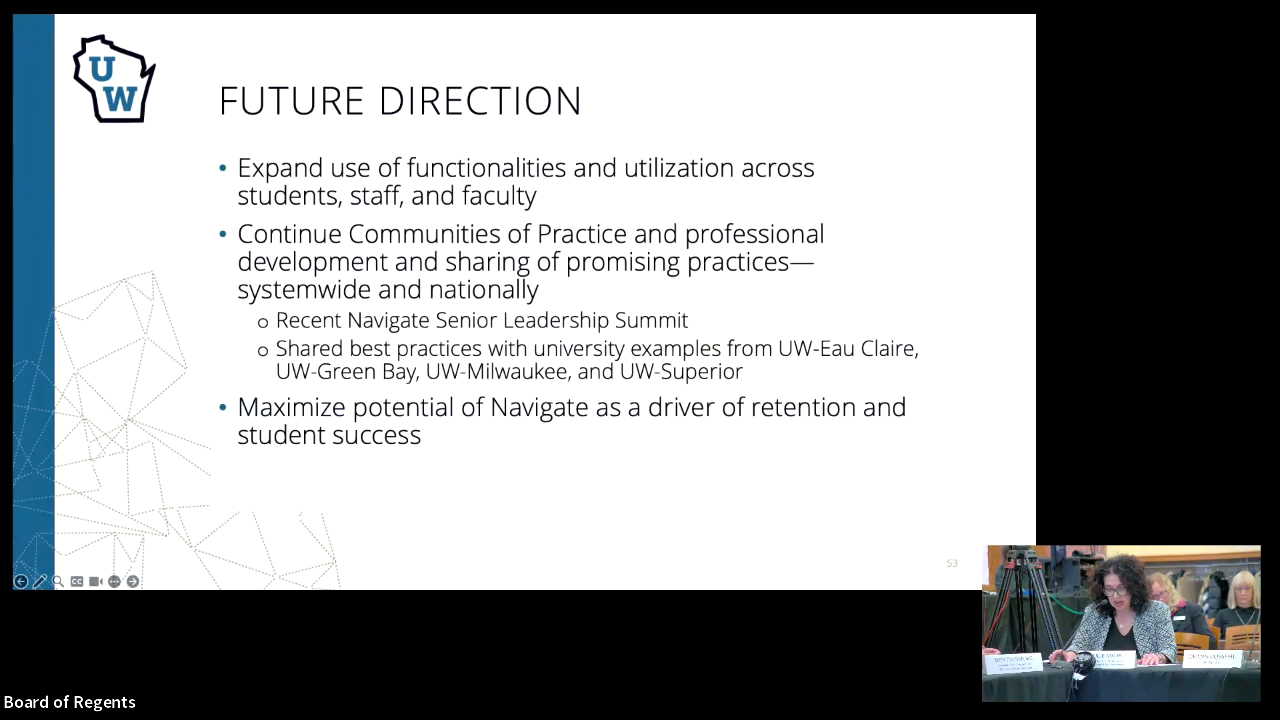 U
W
FUTURE DIRECTION
• Expand use of functionalities and utilization across
students, staff, and faculty
• Continue Communities of Practice and professional
development and sharing of promising practices—
systemwide and nationally
o Recent Navigate Senior Leadership Summit
o Shared best practices with university examples from UW-Eau Claire,
UW-Green Bay, UW-Milwaukee, and UW-Superior
• Maximize potential of Navigate as a driver of retention and
student success
53
CC
Board of Regents